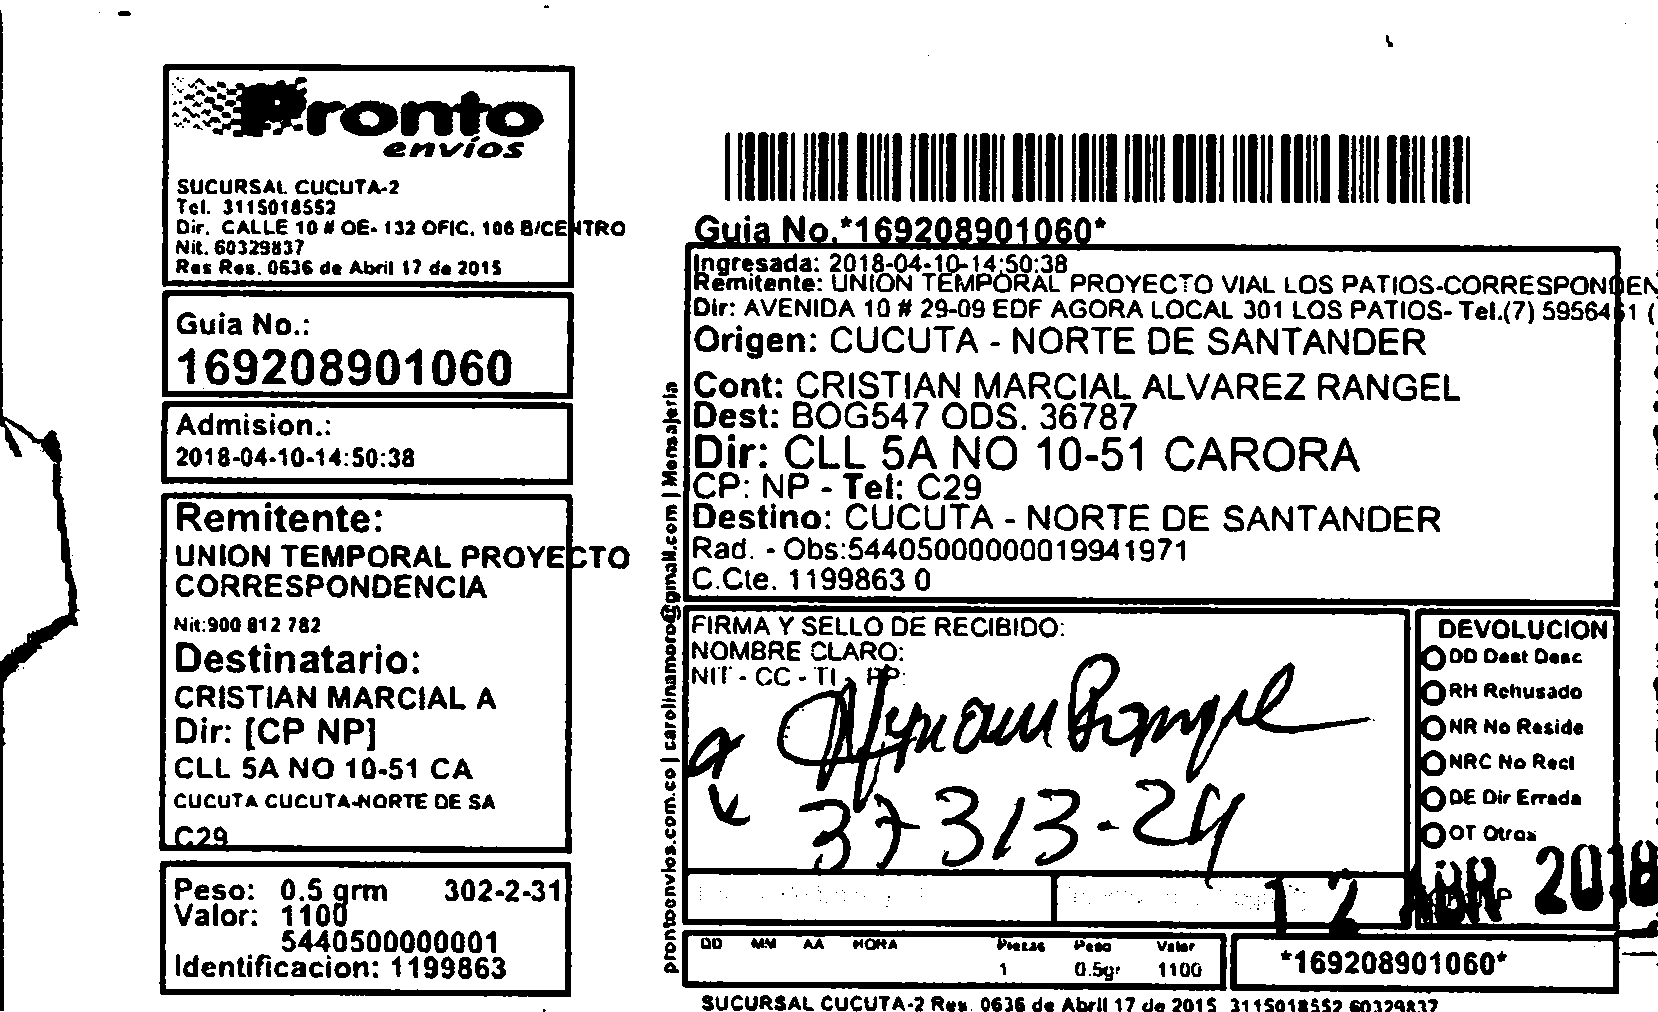 Pronto
envíos
SUCURSAL CUCUTA-2
Tel. 3115018552
Dir. CALLE 10 # OE- 132 OFIC. 106 B/CENTRO
Nit. 60329837
Res Res. 0636 de Abril 17 de 2015
Guia No.:
169208901060
Admision.:
2018-04-10-14:50:38
Remitente:
UNION TEMPORAL PROYECTO
CORRESPONDENCIA
Nit:900 812 782
Destinatario:
CRISTIAN MARCIAL A
Dir: [CP NP]
CLL 5A NO 10-51 CA
CUCUTA CUCUTA-NORTE DE SA
C29
Peso: 0.5 grm 302-2-31
Valor: 1100
5440500000001
Identificacion: 1199863
prontoenvios.com.co | carolinamoro@gmail.com | Mensajeria
Guia No.*169208901060*
Ingresada: 2018-04-10-14:50:38
Remitente: UNION TEMPORAL PROYECTO VIAL LOS PATIOS-CORRESPONDEN
Dir: AVENIDA 10 # 29-09 EDF AGORA LOCAL 301 LOS PATIOS- Tel.(7) 5956461 (
Origen: CUCUTA - NORTE DE SANTANDER
Cont: CRISTIAN MARCIAL ALVAREZ RANGEL
Dest: BOG547 ODS. 36787
Dir: CLL 5A NO 10-51 CARORA
CP: NP - Tel: C29
Destino: CUCUTA - NORTE DE SANTANDER
Rad. - Obs:54405000000019941971
C.Cte. 1199863 0
FIRMA Y SELLO DE RECIBIDO:
NOMBRE CLARO:
NIT - CC - TI - PP:
Myriam Rangel
37313-24
DEVOLUCION
DD Dest Desc
RH Rehusado
NR No Reside
NRC No Recl
DE Dir Errada
OT Otros
12 ABR 2018
DD MM AA HORA Piezas Peso Valor
1 0.5gr 1100
*169208901060*
SUCURSAL CUCUTA-2 Res. 0636 de Abril 17 de 2015 3115018552 60329837